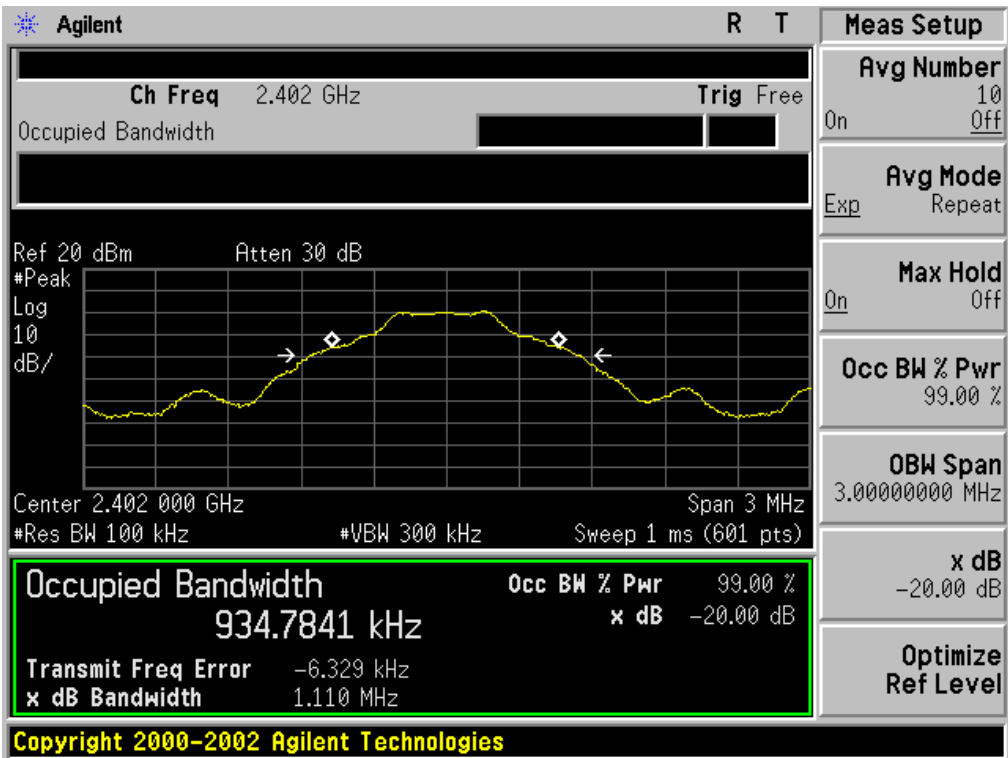 Agilent R T
Ch Freq 2.402 GHz Trig Free
Occupied Bandwidth
Ref 20 dBm Atten 30 dB
#Peak
Log
10
dB/
Center 2.402 000 GHz Span 3 MHz
#Res BW 100 kHz #VBW 300 kHz Sweep 1 ms (601 pts)
Occupied Bandwidth Occ BW % Pwr 99.00 %
934.7841 kHz x dB -20.00 dB
Transmit Freq Error -6.329 kHz
x dB Bandwidth 1.110 MHz
Copyright 2000-2002 Agilent Technologies
Meas Setup
Avg Number
10
On Off
Avg Mode
Exp Repeat
Max Hold
On Off
Occ BW % Pwr
99.00 %
OBW Span
3.00000000 MHz
x dB
-20.00 dB
Optimize
Ref Level